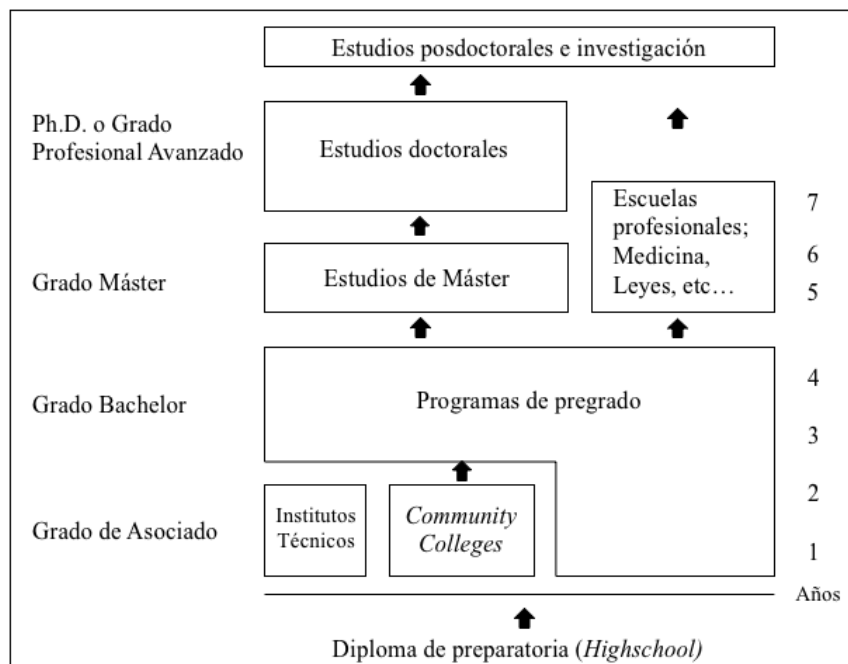 Estudios posdoctorales e investigación
Ph.D. o Grado
Profesional Avanzado
Estudios doctorales
Escuelas
profesionales;
Medicina,
Leyes, etc…
7
6
5
Grado Máster
Estudios de Máster
Grado Bachelor
Programas de pregrado
4
3
Grado de Asociado
Institutos
Técnicos
Community
Colleges
2
1
Años
Diploma de preparatoria (Highschool)